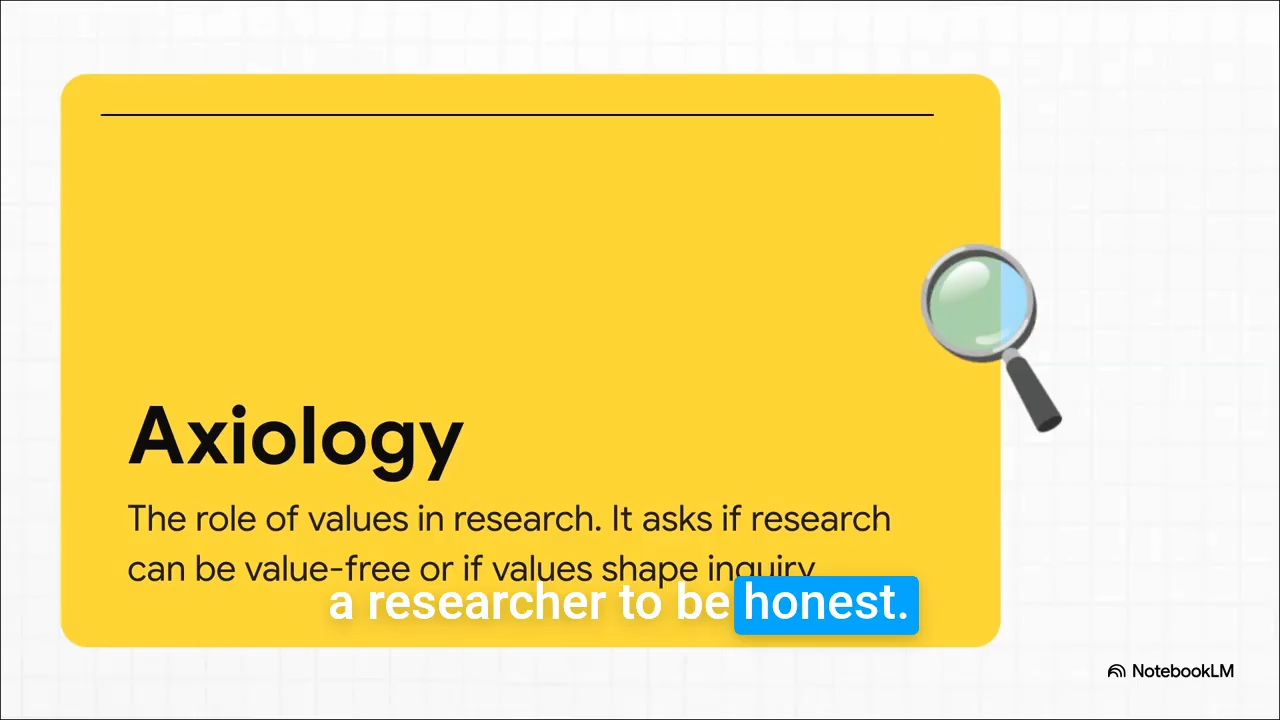 Axiology
The role of values in research. It asks if research
can be value-free or if values shape inquiry.
a researcher to be honest.
NotebookLM